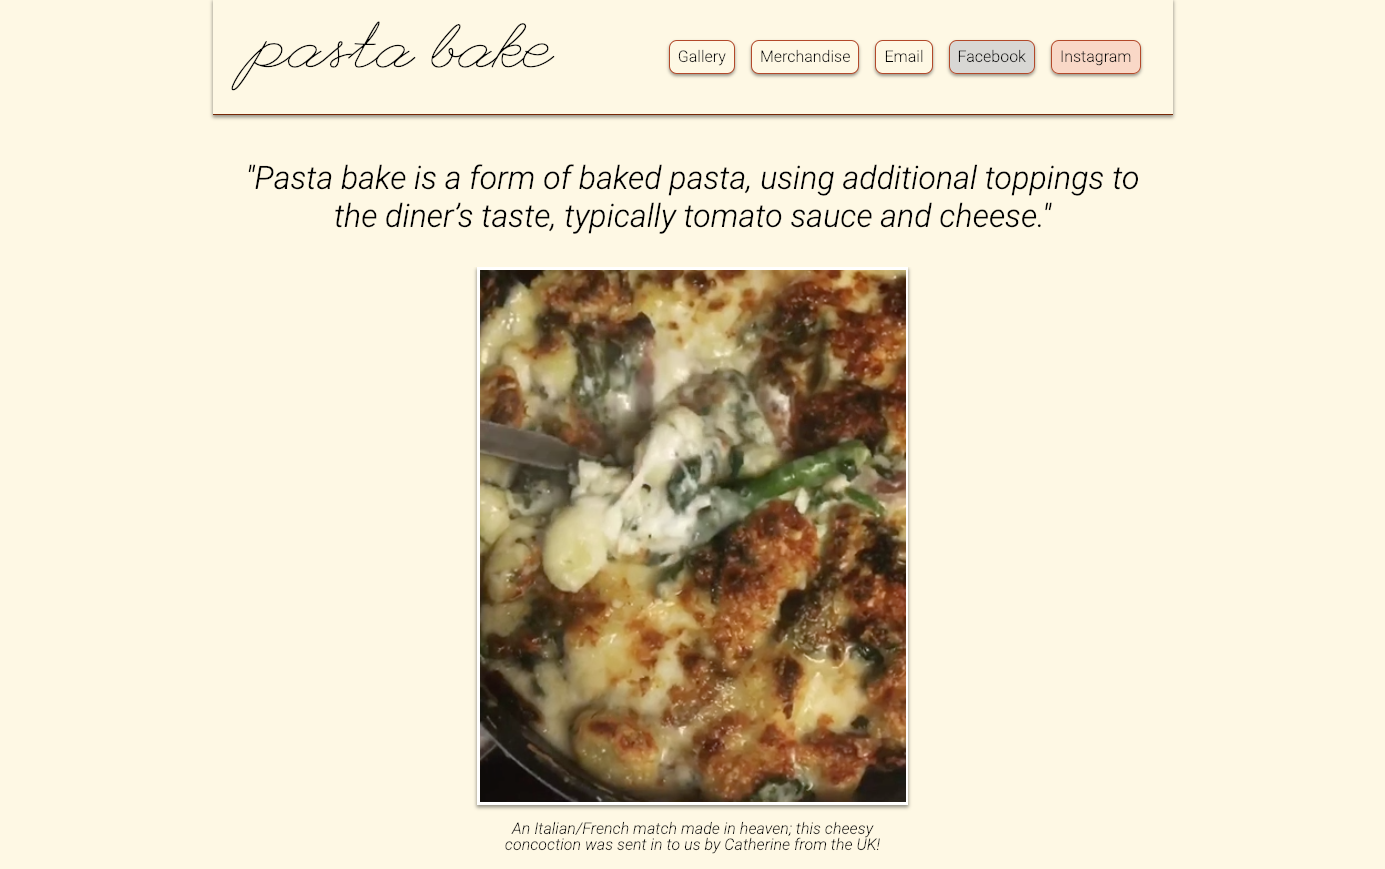 pasta bake
Gallery
Merchandise
Email
Facebook
Instagram
"Pasta bake is a form of baked pasta, using additional toppings to
the diner’s taste, typically tomato sauce and cheese."
An Italian/French match made in heaven; this cheesy
concoction was sent in to us by Catherine from the UK!